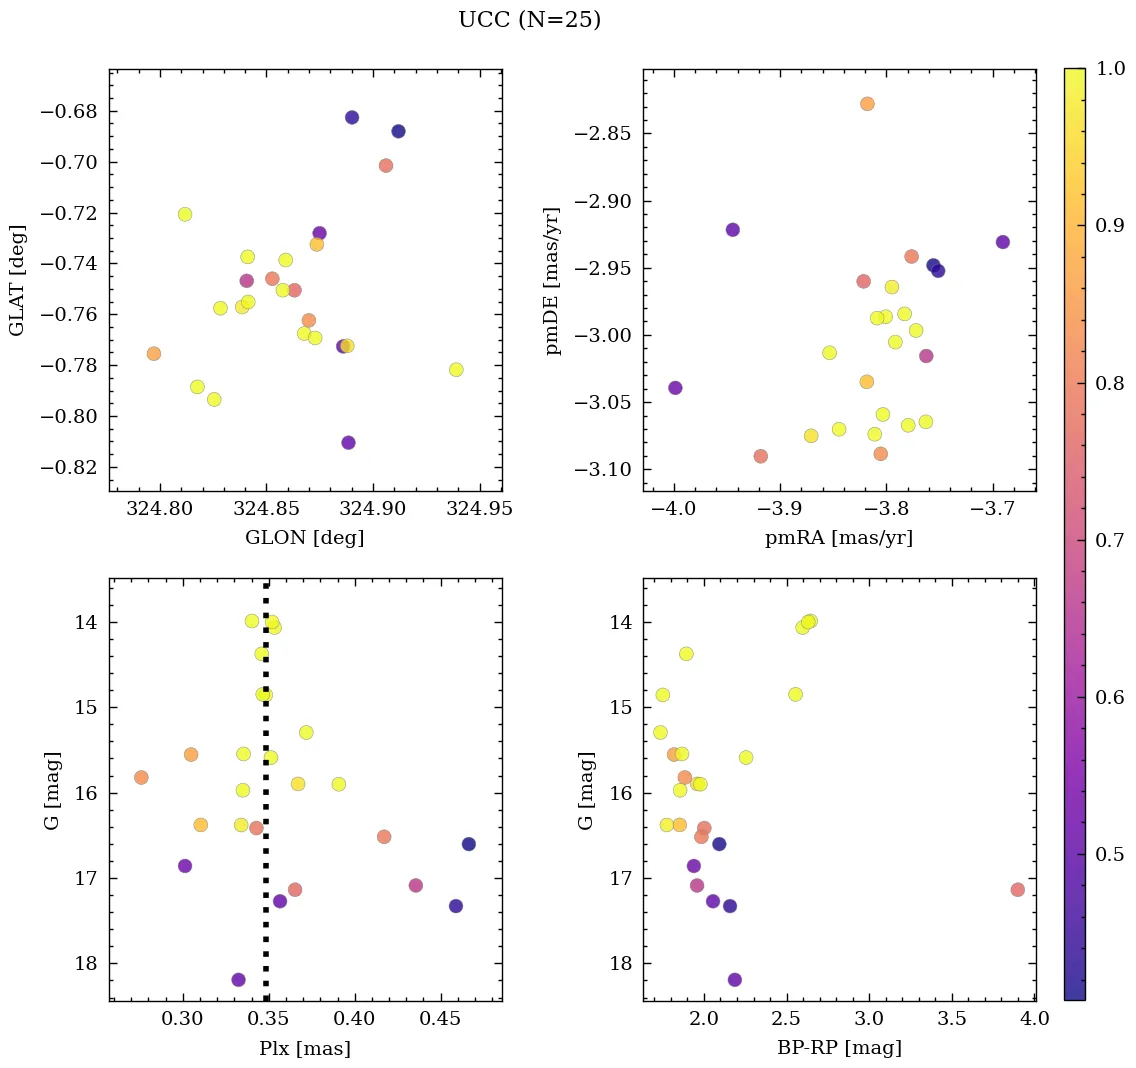 UCC (N=25)
−0.68
−0.70
−0.72
−0.74
−0.76
−0.78
−0.80
−0.82
GLAT [deg]
324.80 324.85 324.90 324.95
GLON [deg]
−2.85
−2.90
−2.95
−3.00
−3.05
−3.10
pmDE [mas/yr]
−4.0 −3.9 −3.8 −3.7
pmRA [mas/yr]
14
15
16
17
18
G [mag]
0.30 0.35 0.40 0.45
Plx [mas]
14
15
16
17
18
G [mag]
2.0 2.5 3.0 3.5 4.0
BP-RP [mag]
1.0
0.9
0.8
0.7
0.6
0.5